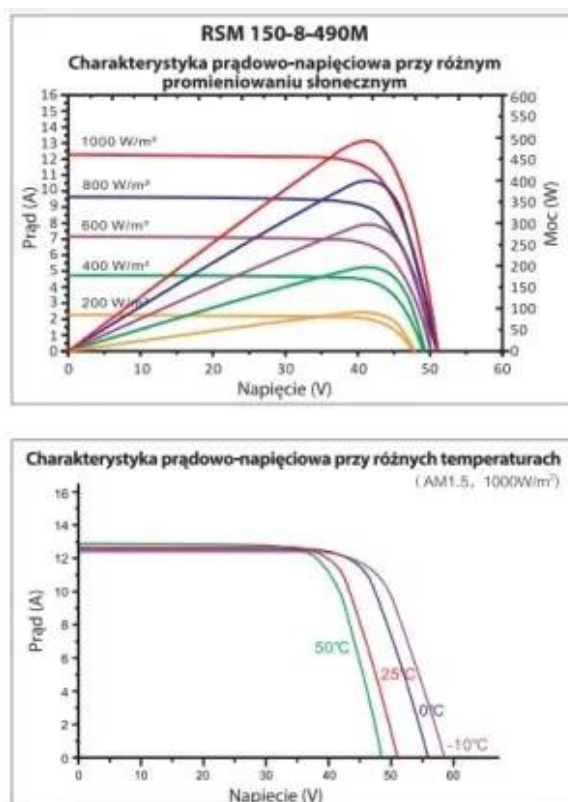 RSM 150-8-490M
Charakterystyka prądowo-napięciowa przy różnym
promieniowaniu słonecznym
16
15
14
13
12
11
10
9
8
7
6
5
4
3
2
1
0
Prąd (A)
1000 W/m²
800 W/m²
600 W/m²
400 W/m²
200 W/m²
600
550
500
450
400
350
300
250
200
150
100
50
0
Moc (W)
0 10 20 30 40 50 60
Napięcie (V)
Charakterystyka prądowo-napięciowa przy różnych temperaturach
( AM1.5, 1000W/m²)
16
14
12
10
8
6
4
2
0
Prąd (A)
50℃
25℃
0℃
-10℃
0 10 20 30 40 50 60
Napięcie (V)